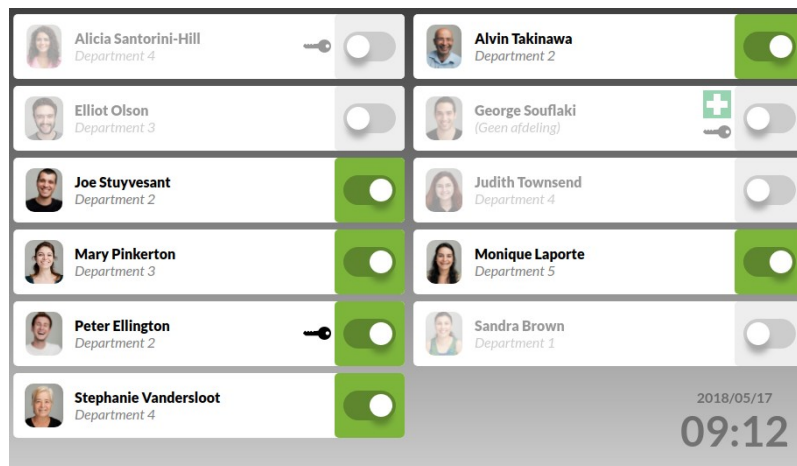 Alicia Santorini-Hill
Department 4
Alvin Takinawa
Department 2
Elliot Olson
Department 3
George Souflaki
(Geen afdeling)
Joe Stuyvesant
Department 2
Judith Townsend
Department 4
Mary Pinkerton
Department 3
Monique Laporte
Department 5
Peter Ellington
Department 2
Sandra Brown
Department 1
Stephanie Vandersloot
Department 4
2018/05/17
09:12